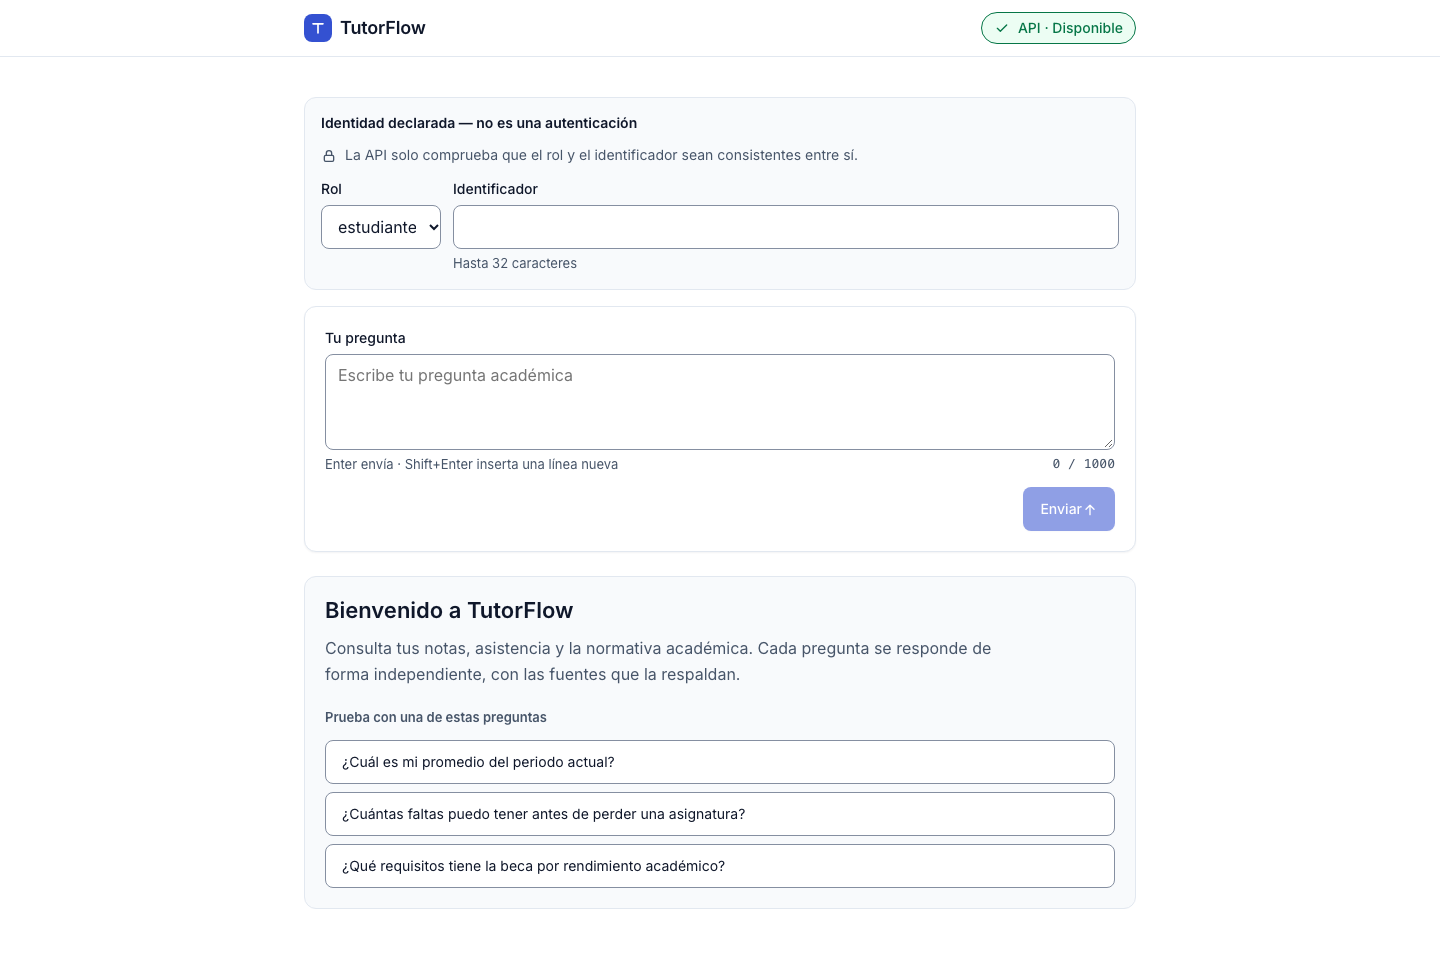 T TutorFlow
API · Disponible
Identidad declarada — no es una autenticación
La API solo comprueba que el rol y el identificador sean consistentes entre sí.
Rol
Identificador
estudiante
Hasta 32 caracteres
Tu pregunta
Escribe tu pregunta académica
Enter envía · Shift+Enter inserta una línea nueva
0 / 1000
Enviar ↑
Bienvenido a TutorFlow
Consulta tus notas, asistencia y la normativa académica. Cada pregunta se responde de
forma independiente, con las fuentes que la respaldan.
Prueba con una de estas preguntas
¿Cuál es mi promedio del periodo actual?
¿Cuántas faltas puedo tener antes de perder una asignatura?
¿Qué requisitos tiene la beca por rendimiento académico?